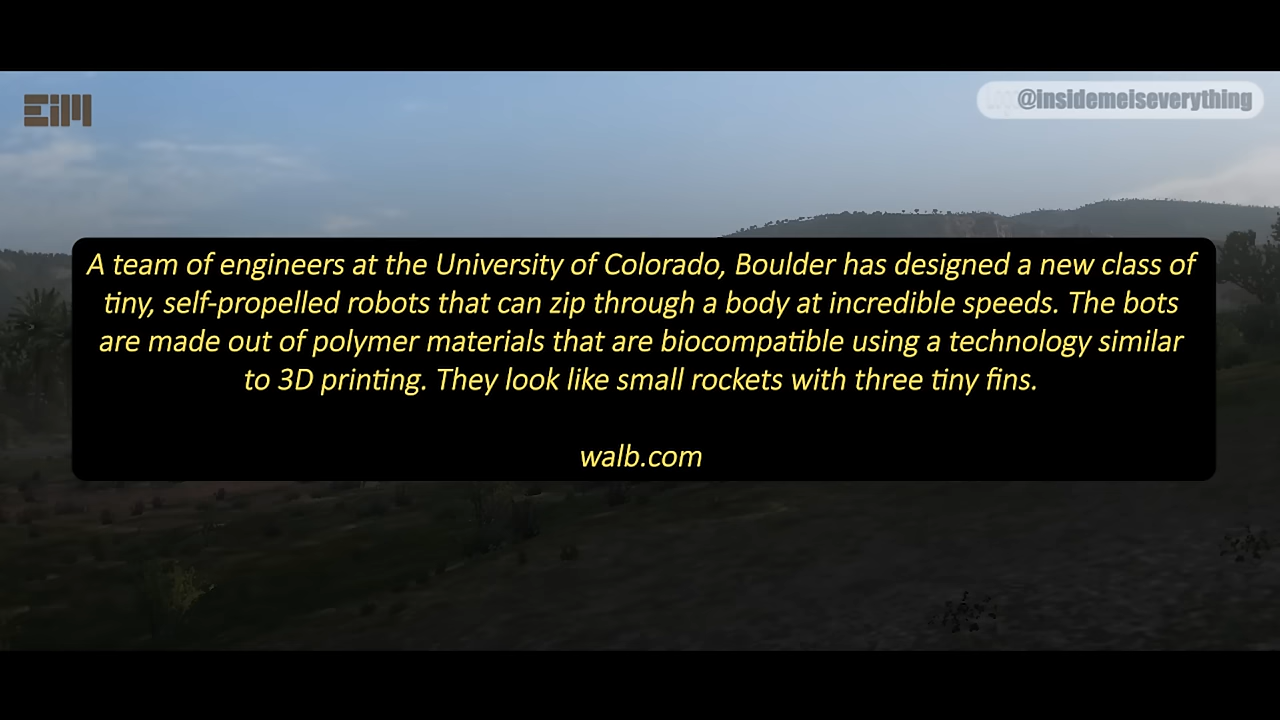 EiM
@insidemeiseverything
A team of engineers at the University of Colorado, Boulder has designed a new class of
tiny, self-propelled robots that can zip through a body at incredible speeds. The bots
are made out of polymer materials that are biocompatible using a technology similar
to 3D printing. They look like small rockets with three tiny fins.
walb.com